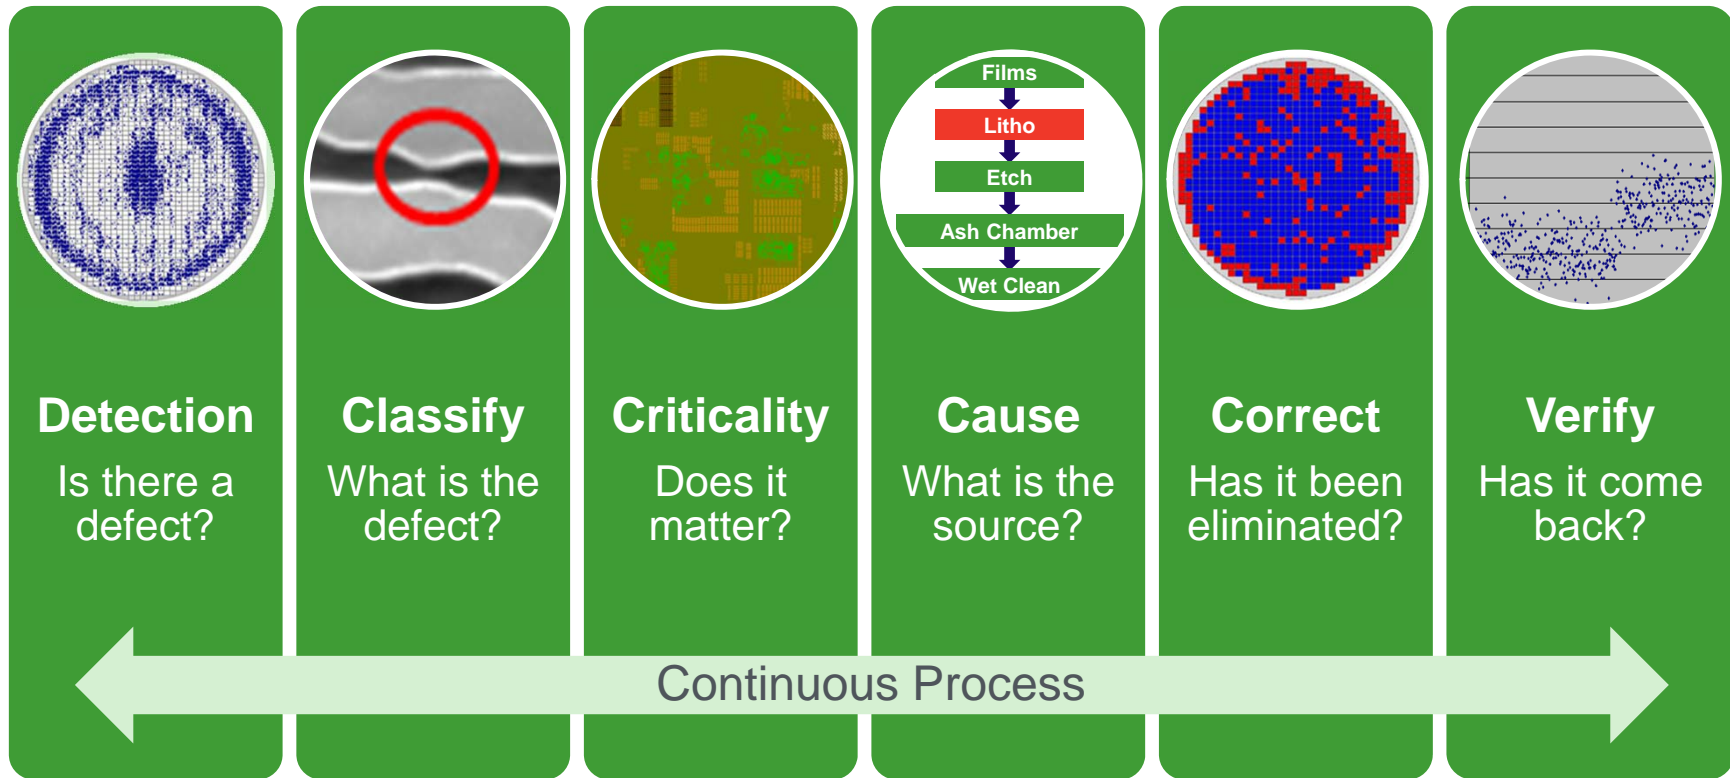 Films
Litho
Etch
Ash Chamber
Wet Clean
Detection
Is there a
defect?
Classify
What is the
defect?
Criticality
Does it
matter?
Cause
What is the
source?
Correct
Has it been
eliminated?
Verify
Has it come
back?
Continuous Process